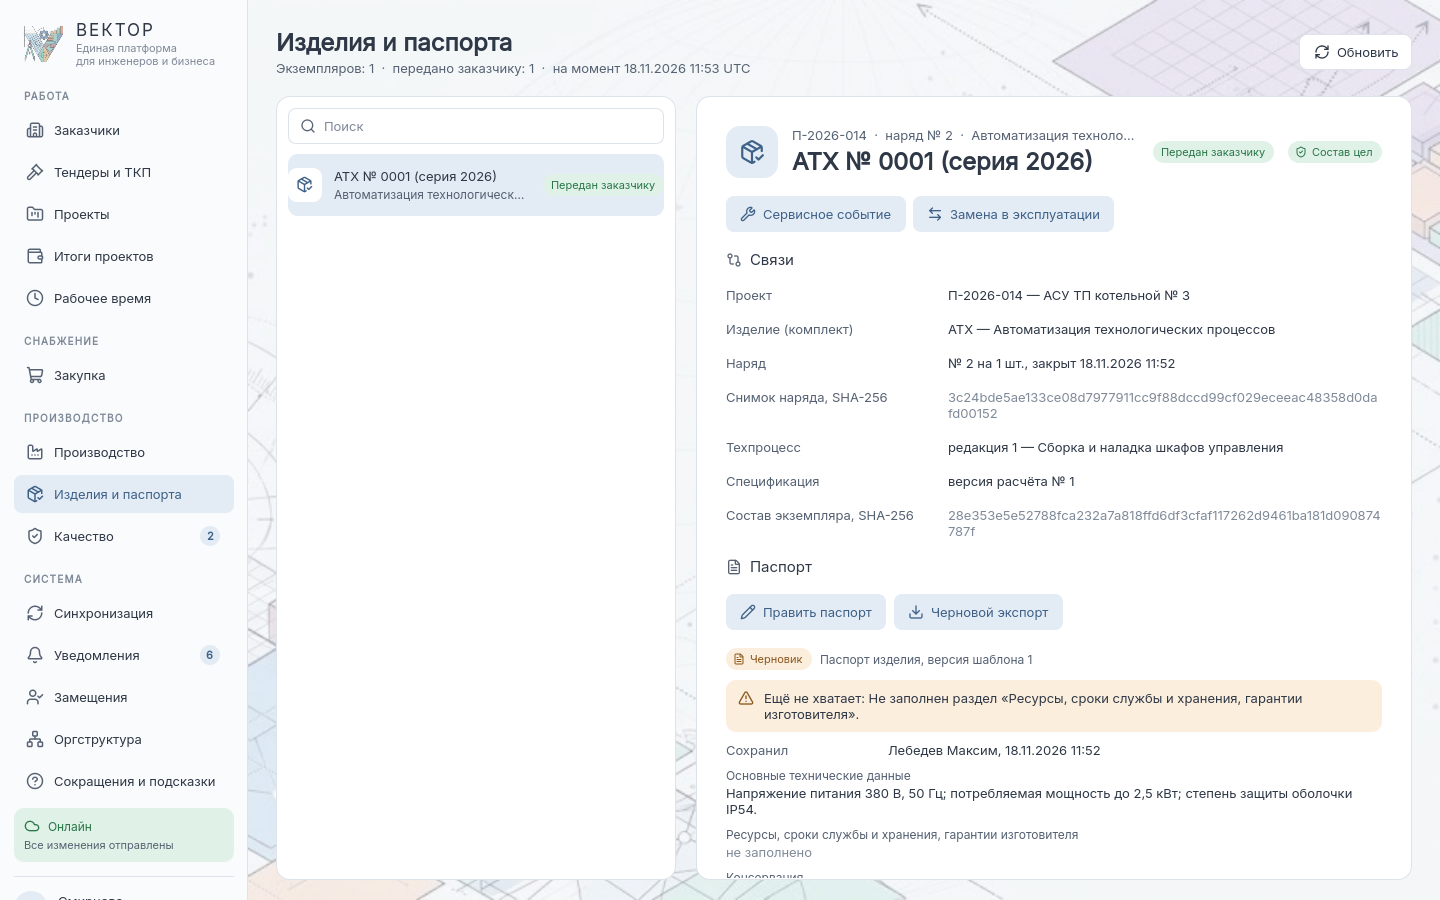 ВЕКТОР
Единая платформа
для инженеров и бизнеса
РАБОТА
Заказчики
Тендеры и ТКП
Проекты
Итоги проектов
Рабочее время
СНАБЖЕНИЕ
Закупка
ПРОИЗВОДСТВО
Производство
Изделия и паспорта
Качество 2
СИСТЕМА
Синхронизация
Уведомления 6
Замещения
Оргструктура
Сокращения и подсказки
Онлайн
Все изменения отправлены
Изделия и паспорта
Экземпляров: 1 · передано заказчику: 1 · на момент 18.11.2026 11:53 UTC
Обновить
Поиск
АТХ № 0001 (серия 2026)
Автоматизация технологическ...
Передан заказчику
П-2026-014 · наряд № 2 · Автоматизация техноло...
АТХ № 0001 (серия 2026)
Передан заказчику
Состав цел
Сервисное событие
Замена в эксплуатации
Связи
Проект П-2026-014 — АСУ ТП котельной № 3
Изделие (комплект) АТХ — Автоматизация технологических процессов
Наряд № 2 на 1 шт., закрыт 18.11.2026 11:52
Снимок наряда, SHA-256 3c24bde5ae133ce08d7977911cc9f88dccd99cf029eceeac48358d0da
fd00152
Техпроцесс редакция 1 — Сборка и наладка шкафов управления
Спецификация версия расчёта № 1
Состав экземпляра, SHA-256 28e353e5e52788fca232a7a818ffd6df3cfaf117262d9461ba181d090874
787f
Паспорт
Править паспорт
Черновой экспорт
Черновик
Паспорт изделия, версия шаблона 1
Ещё не хватает: Не заполнен раздел «Ресурсы, сроки службы и хранения, гарантии
изготовителя».
Сохранил Лебедев Максим, 18.11.2026 11:52
Основные технические данные
Напряжение питания 380 В, 50 Гц; потребляемая мощность до 2,5 кВт; степень защиты оболочки
IP54.
Ресурсы, сроки службы и хранения, гарантии изготовителя
не заполнено
Консервация